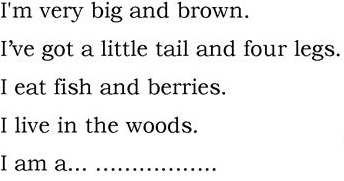 I'm very big and brown.
I’ve got a little tail and four legs.
I eat fish and berries.
I live in the woods.
I am a... .................